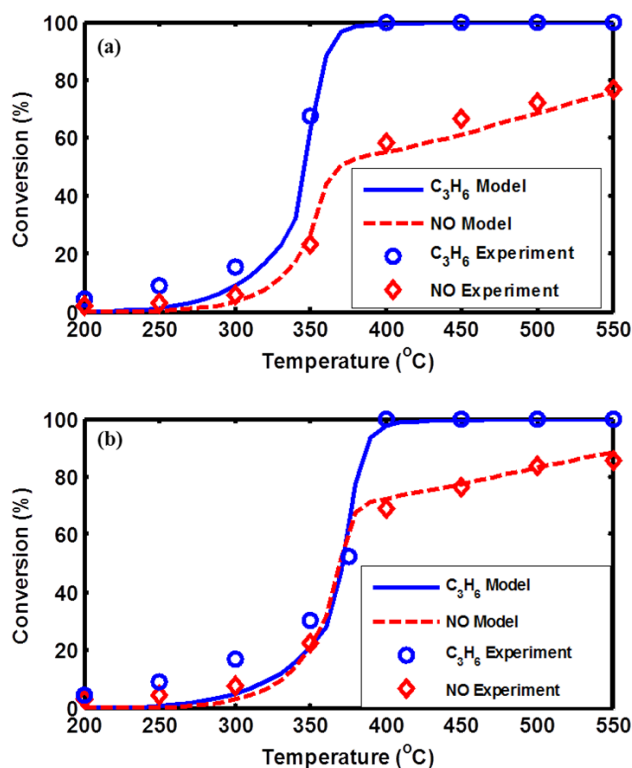 (a)
100
80
60
40
20
0
Conversion (%)
C3H6 Model
NO Model
C3H6 Experiment
NO Experiment
200 250 300 350 400 450 500 550
Temperature (OC)
(b)
100
80
60
40
20
0
Conversion (%)
C3H6 Model
NO Model
C3H6 Experiment
NO Experiment
200 250 300 350 400 450 500 550
Temperature (OC)